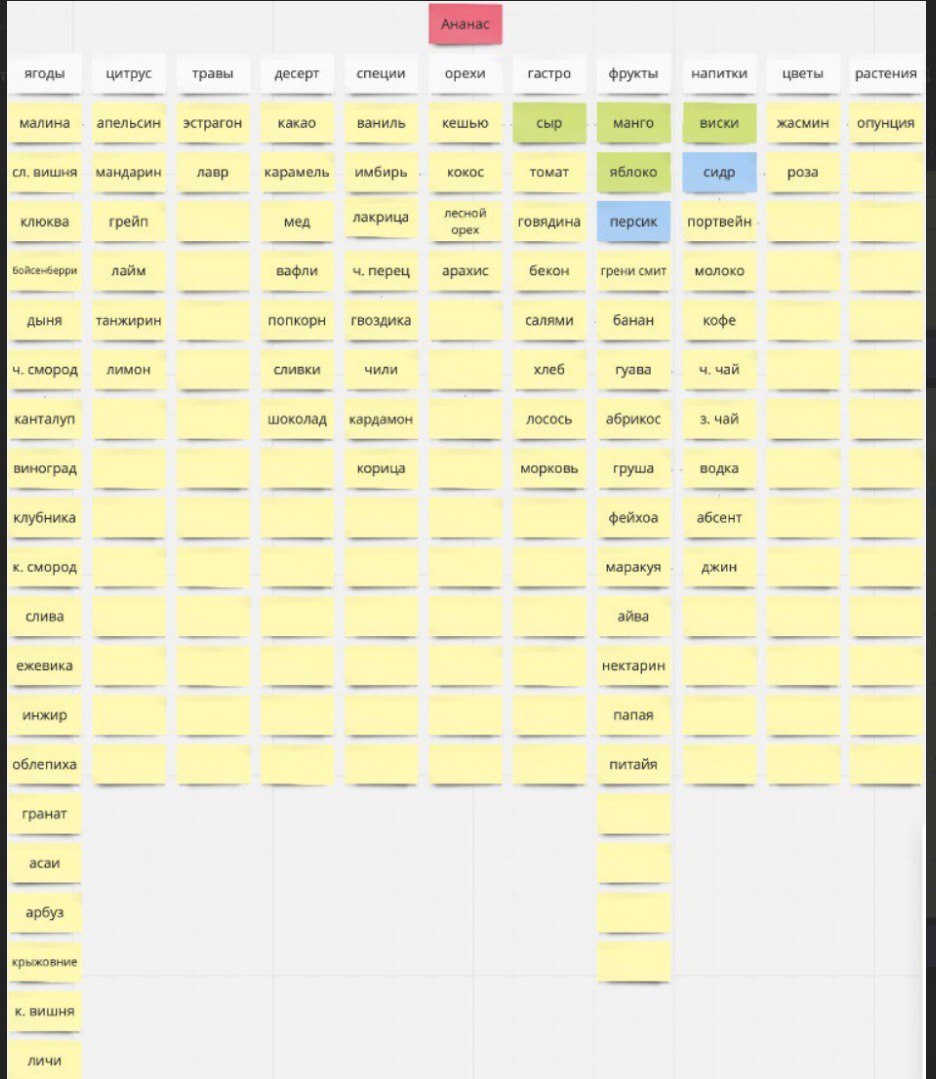 Ананас
ягоды цитрус травы десерт специи орехи гастро фрукты напитки цветы растения
малина апельсин эстрагон какао ваниль кешью сыр манго виски жасмин опунция
сл. вишня мандарин лавр карамель имбирь кокос томат яблоко сидр роза
клюква грейп мед лакрица лесной орех говядина персик портвейн
бойсенберри лайм вафли ч. перец арахис бекон грени смит молоко
дыня танжирин попкорн гвоздика салями банан кофе
ч. смород лимон сливки чили хлеб гуава ч. чай
канталуп шоколад кардамон лосось абрикос з. чай
виноград корица морковь груша водка
клубника фейхоа абсент
к. смород маракуя джин
слива айва
ежевика нектарин
инжир папая
облепиха питайя
гранат
асаи
арбуз
крыжовние
к. вишня
личи